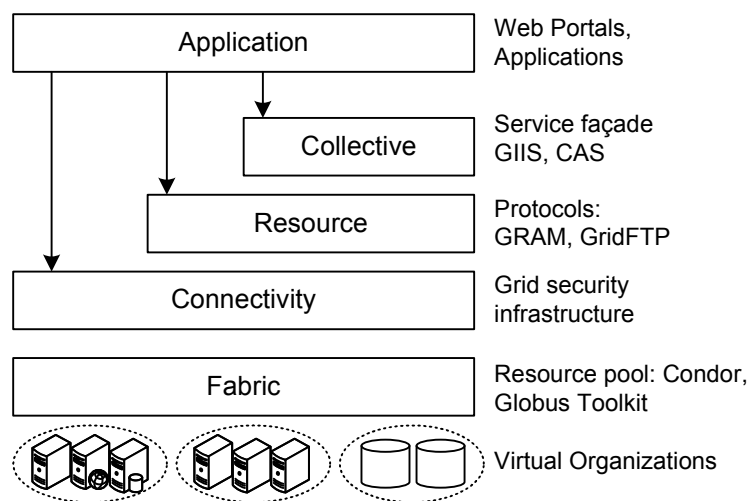 Application
Web Portals,
Applications
Collective
Service façade
GIIS, CAS
Resource
Protocols:
GRAM, GridFTP
Connectivity
Grid security
infrastructure
Fabric
Resource pool: Condor,
Globus Toolkit
Virtual Organizations